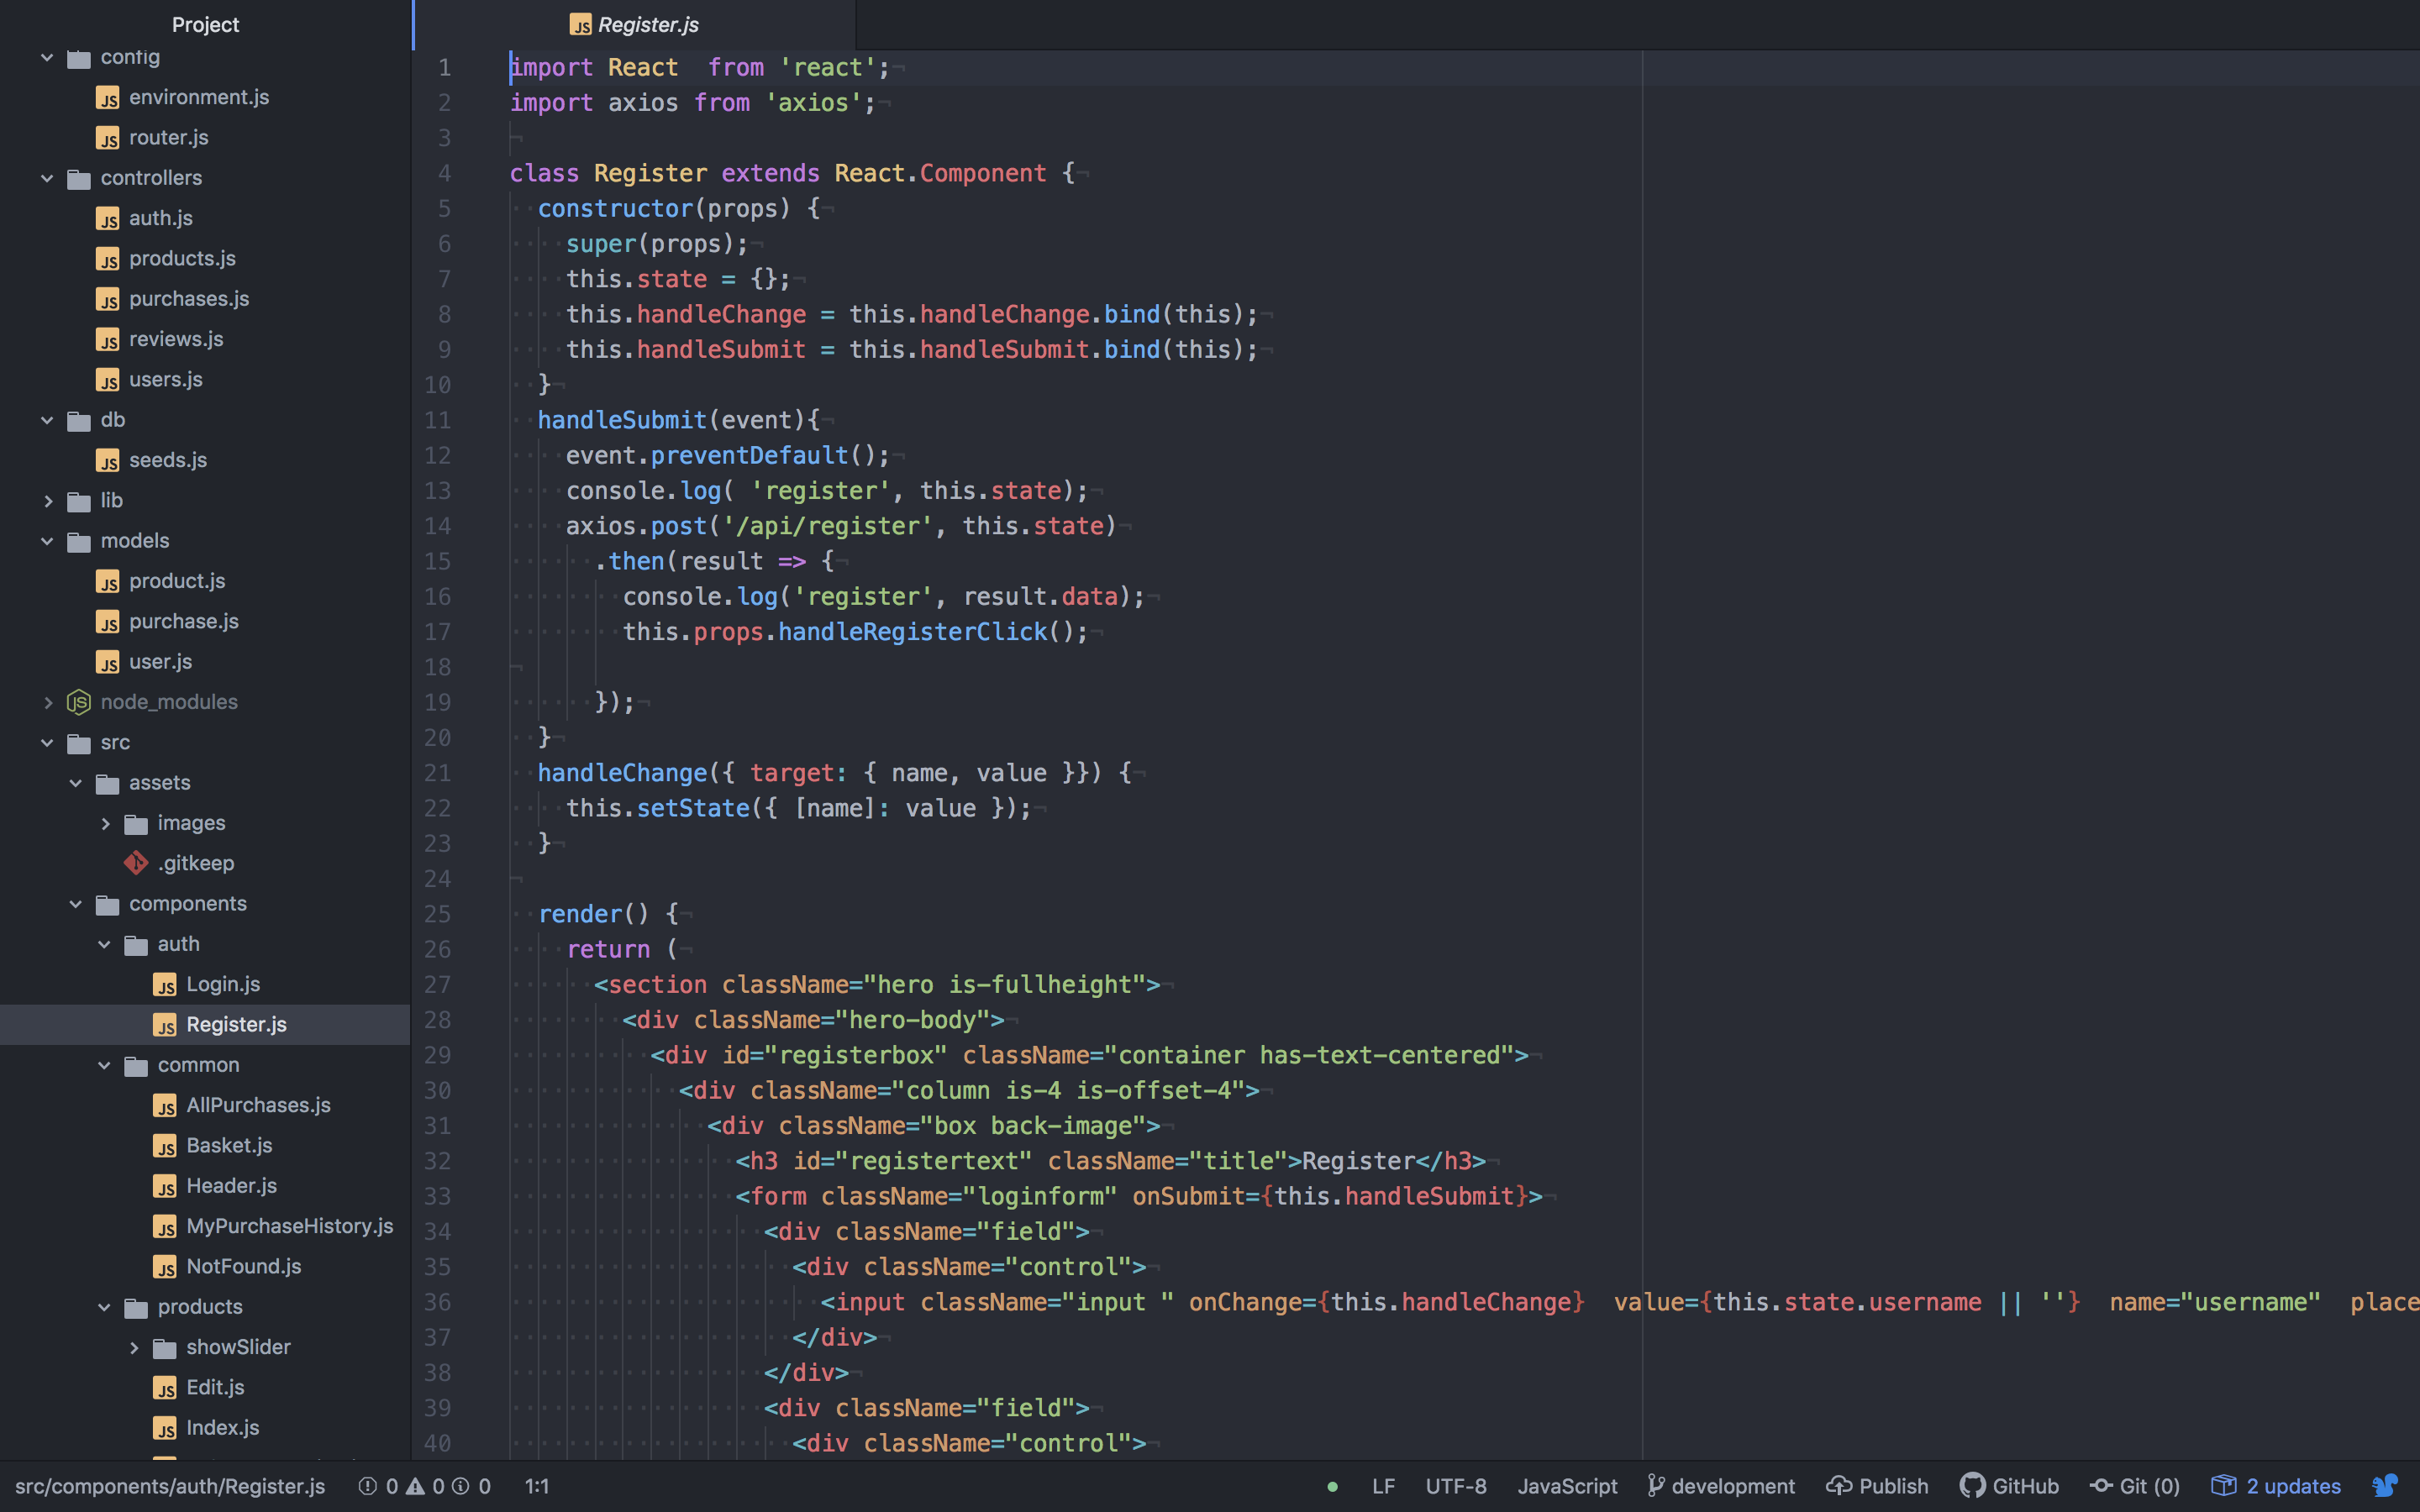 Project
config
environment.js
router.js
controllers
auth.js
products.js
purchases.js
reviews.js
users.js
db
seeds.js
lib
models
product.js
purchase.js
user.js
node_modules
src
assets
images
.gitkeep
components
auth
Login.js
Register.js
common
AllPurchases.js
Basket.js
Header.js
MyPurchaseHistory.js
NotFound.js
products
showSlider
Edit.js
Index.js
Register.js
1 import React  from 'react';
2 import axios from 'axios';
3
4 class Register extends React.Component {
5   constructor(props) {
6     super(props);
7     this.state = {};
8     this.handleChange = this.handleChange.bind(this);
9     this.handleSubmit = this.handleSubmit.bind(this);
10   }
11   handleSubmit(event){
12     event.preventDefault();
13     console.log( 'register', this.state);
14     axios.post('/api/register', this.state)
15       .then(result => {
16         console.log('register', result.data);
17         this.props.handleRegisterClick();
18
19       });
20   }
21   handleChange({ target: { name, value }}) {
22     this.setState({ [name]: value });
23   }
24
25   render() {
26     return (
27       <section className="hero is-fullheight">
28         <div className="hero-body">
29           <div id="registerbox" className="container has-text-centered">
30             <div className="column is-4 is-offset-4">
31               <div className="box back-image">
32                 <h3 id="registertext" className="title">Register</h3>
33                 <form className="loginform" onSubmit={this.handleSubmit}>
34                   <div className="field">
35                     <div className="control">
36                       <input className="input " onChange={this.handleChange}  value={this.state.username || ''}  name="username"  place
37                     </div>
38                   </div>
39                   <div className="field">
40                     <div className="control">
src/components/auth/Register.js 0 0 0 1:1 LF UTF-8 JavaScript development Publish GitHub Git (0) 2 updates